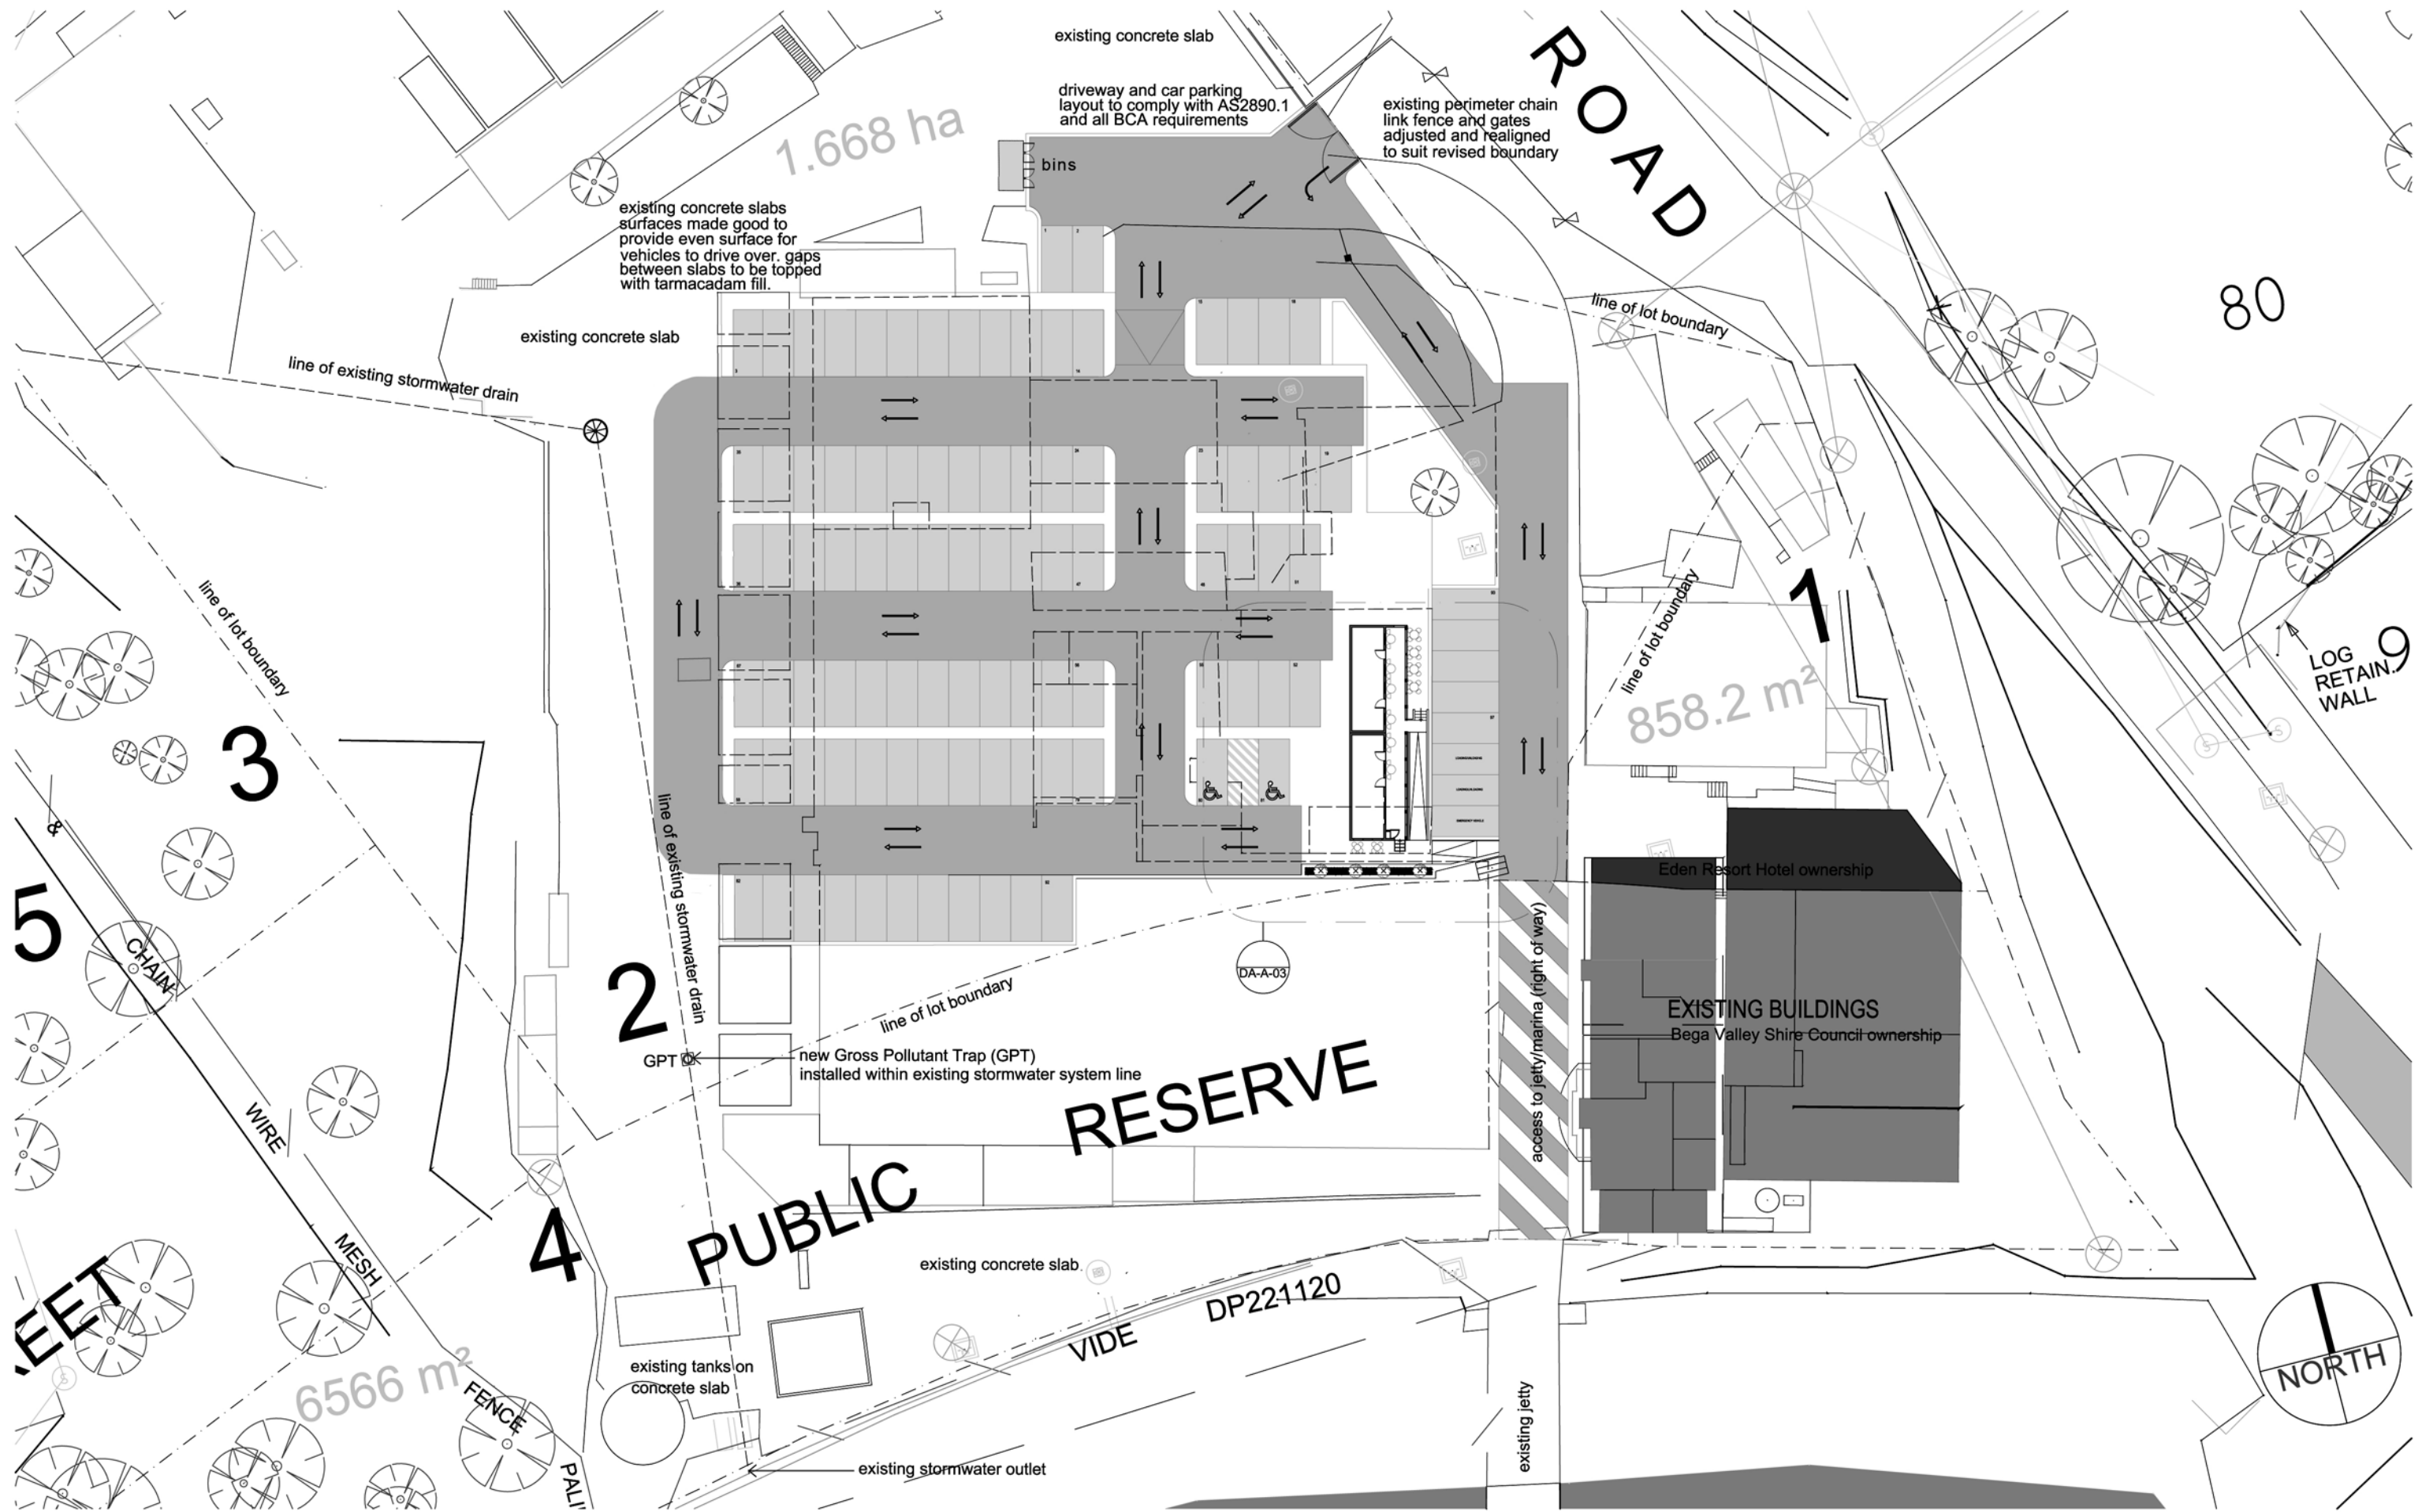 existing concrete slab
ROAD
driveway and car parking
layout to comply with AS2890.1
and all BCA requirements
existing perimeter chain
link fence and gates
adjusted and realigned
to suit revised boundary
1.668 ha
bins
existing concrete slabs
surfaces made good to
provide even surface for
vehicles to drive over. gaps
between slabs to be topped
with tarmacadam fill.
existing concrete slab
line of existing stormwater drain
line of lot boundary
80
line of lot boundary
line of lot boundary
1
858.2 m²
LOG
RETAIN.
WALL
9
3
&
5
CHAIN
WIRE
MESH
FENCE
PALI
line of existing stormwater drain
2
line of lot boundary
DA-A-03
access to jetty/marina (right of way)
Eden Resort Hotel ownership
EXISTING BUILDINGS
Bega Valley Shire Council ownership
GPT
new Gross Pollutant Trap (GPT)
installed within existing stormwater system line
PUBLIC
RESERVE
4
existing concrete slab
VIDE
DP221120
EET
6566 m²
existing tanks on
concrete slab
existing stormwater outlet
existing jetty
NORTH